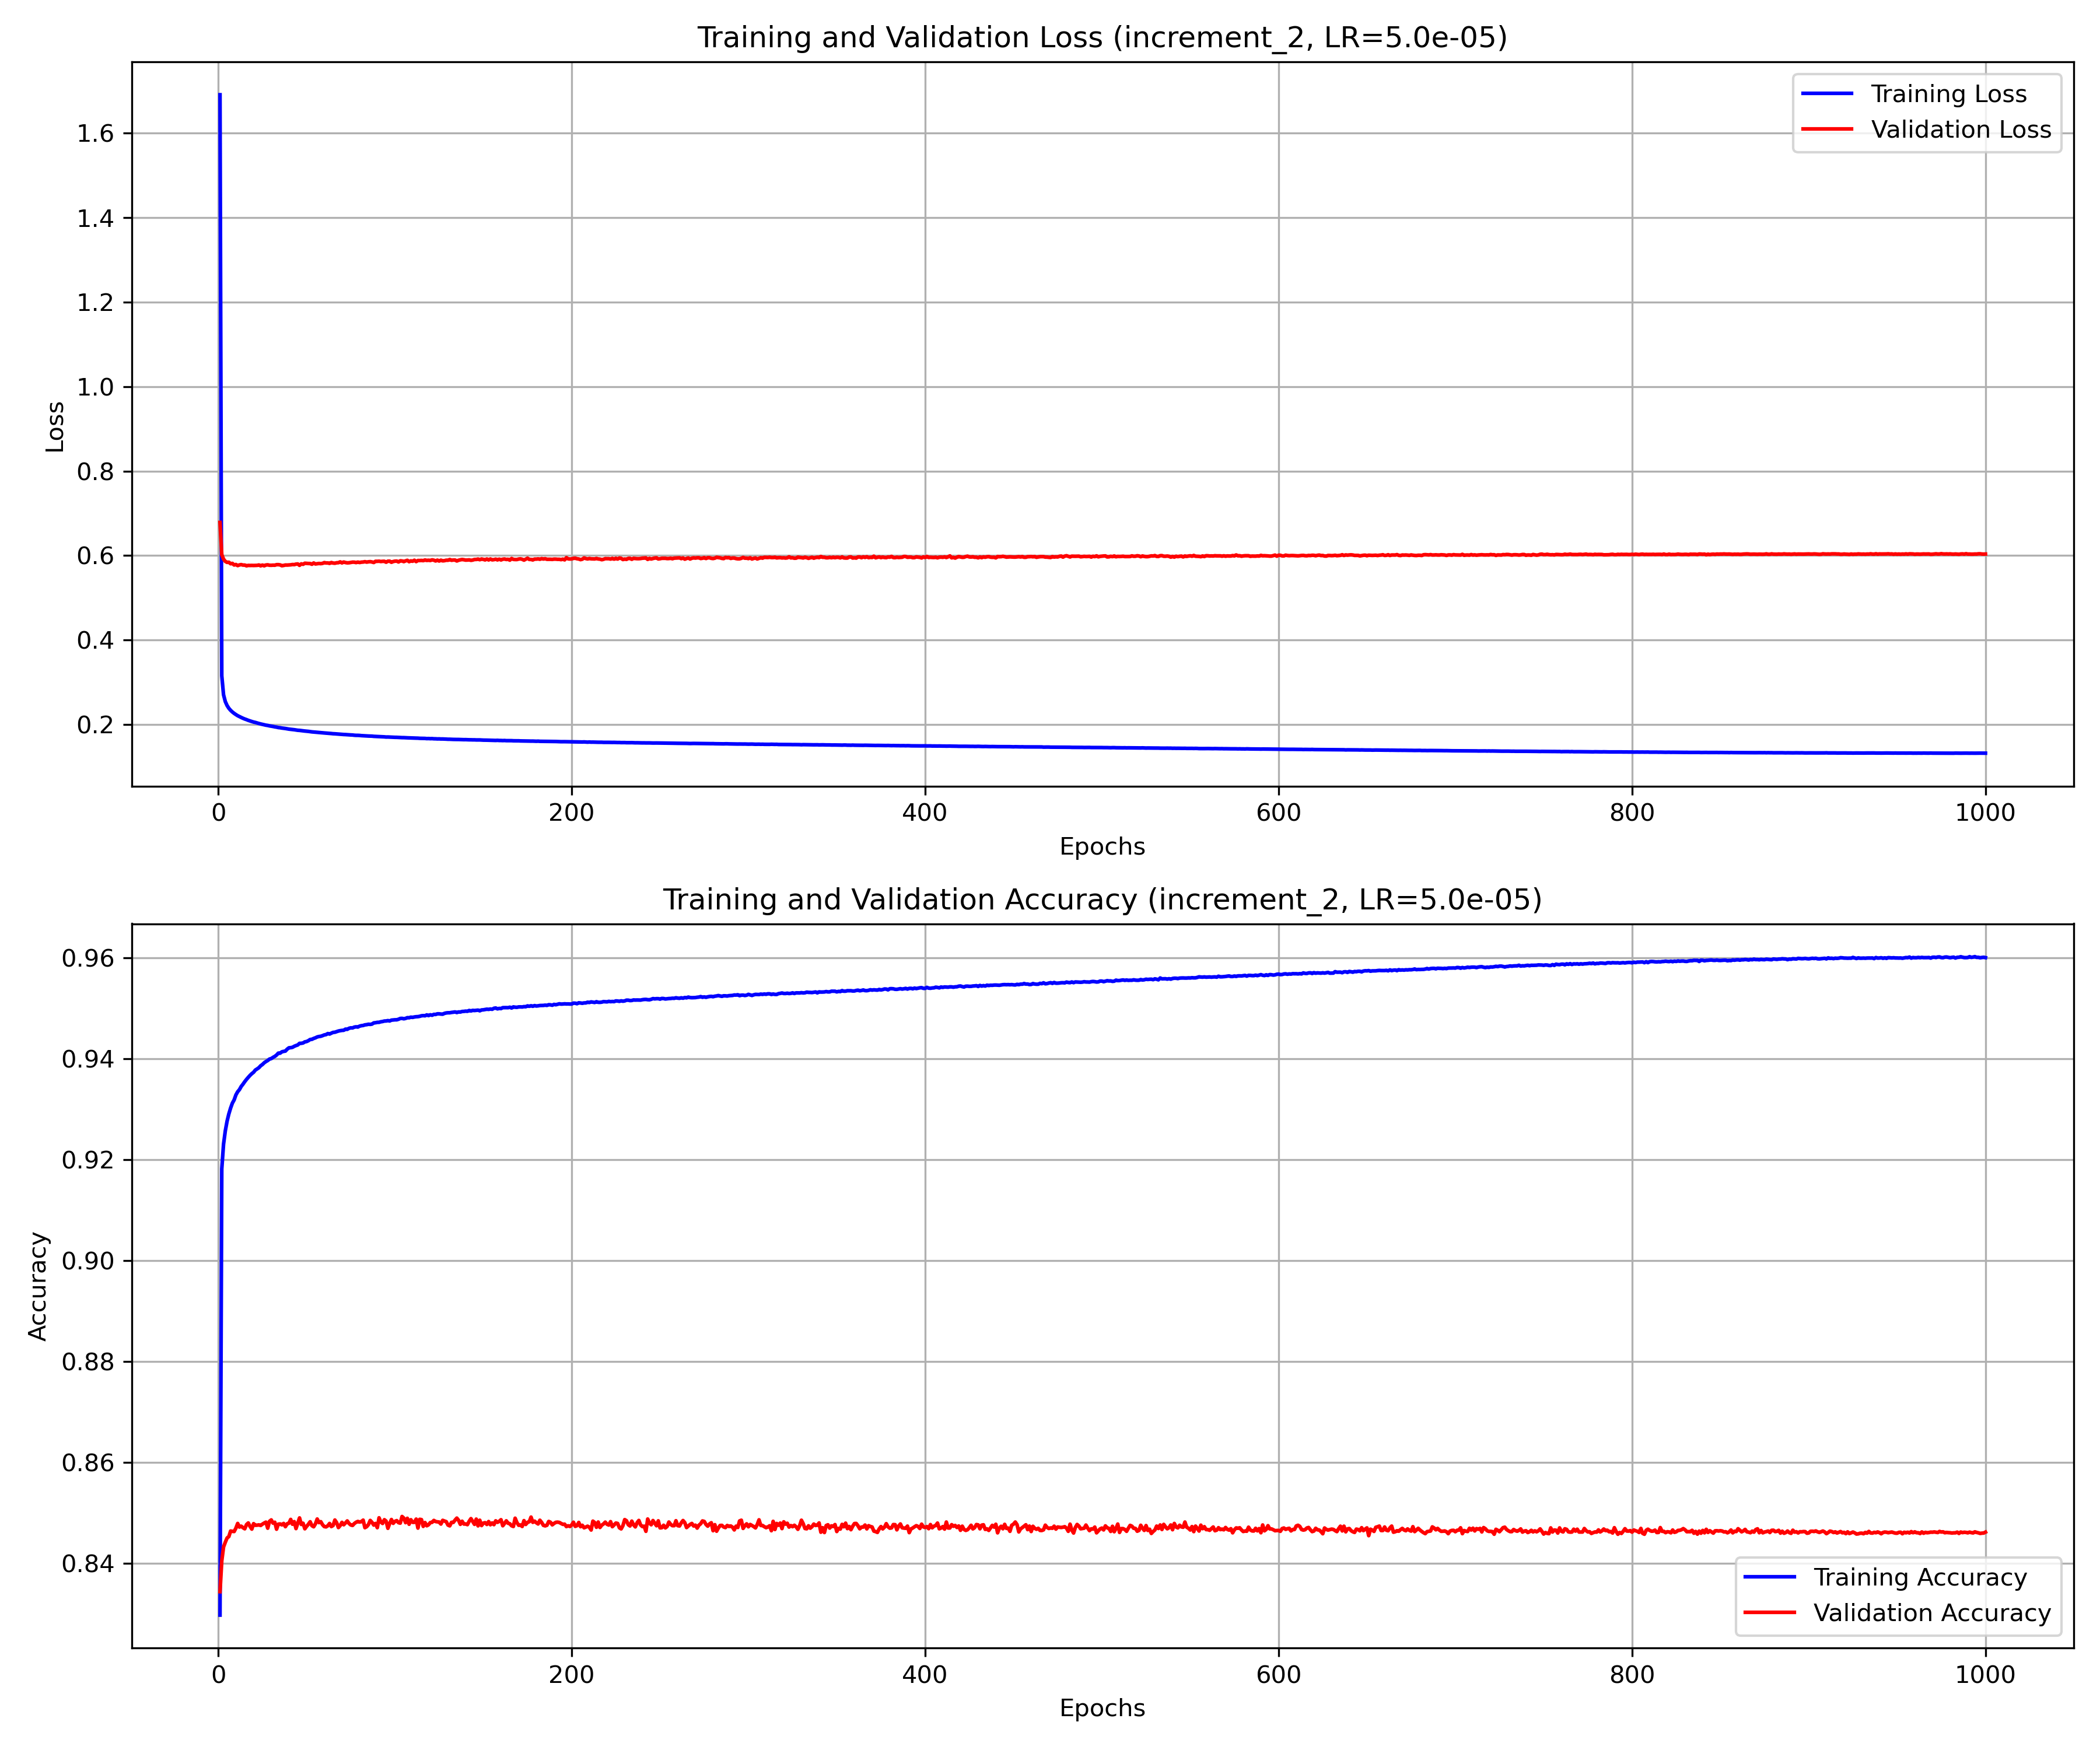 Training and Validation Loss (increment_2, LR=5.0e-05)
Training Loss
Validation Loss
1.6
1.4
1.2
1.0
0.8
0.6
0.4
0.2
Loss
0 200 400 600 800 1000
Epochs
Training and Validation Accuracy (increment_2, LR=5.0e-05)
0.96
0.94
0.92
0.90
0.88
0.86
0.84
Accuracy
Training Accuracy
Validation Accuracy
0 200 400 600 800 1000
Epochs